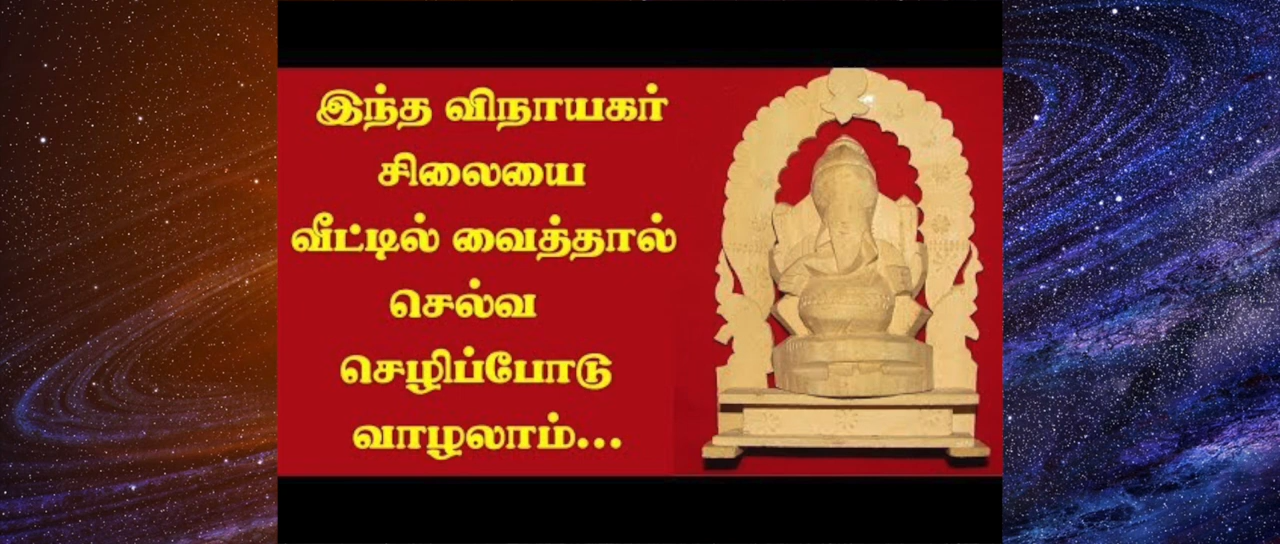 இந்த விநாயகர்
சிலையை
வீட்டில் வைத்தால்
செல்வ
செழிப்போடு
வாழலாம்...